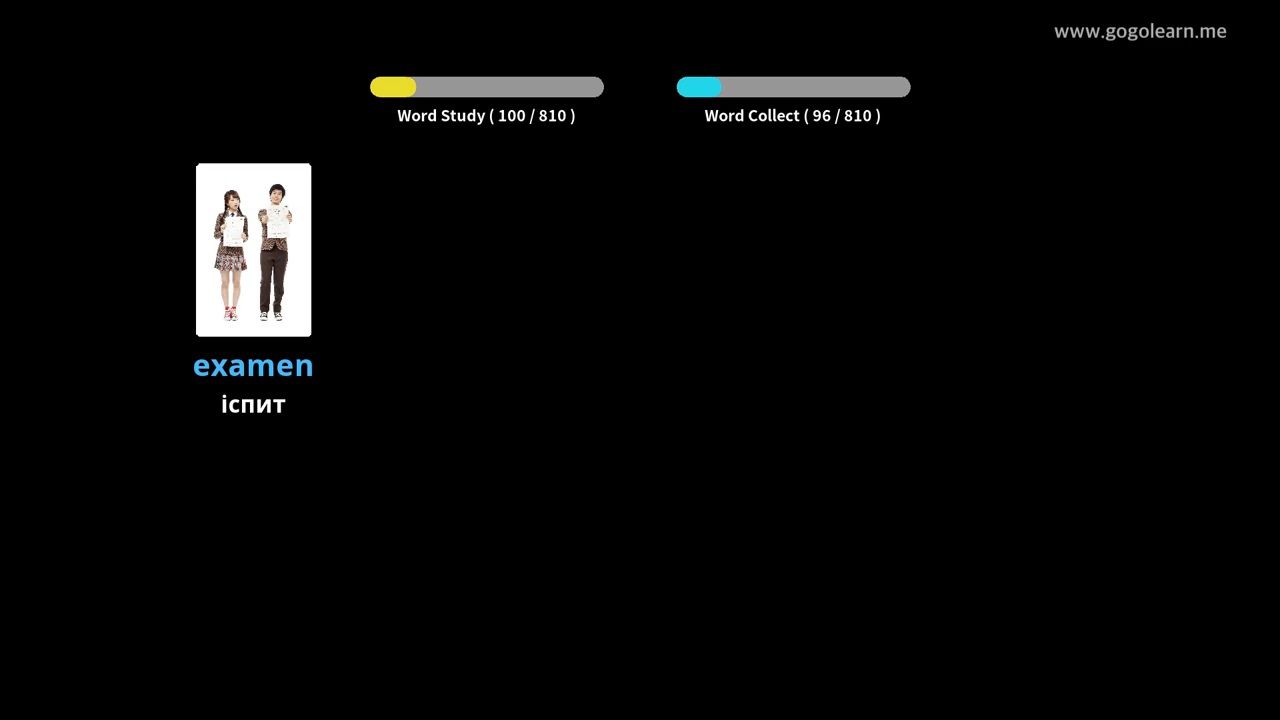 www.gogolearn.me
Word Study ( 100 / 810 )
Word Collect ( 96 / 810 )
examen
іспит